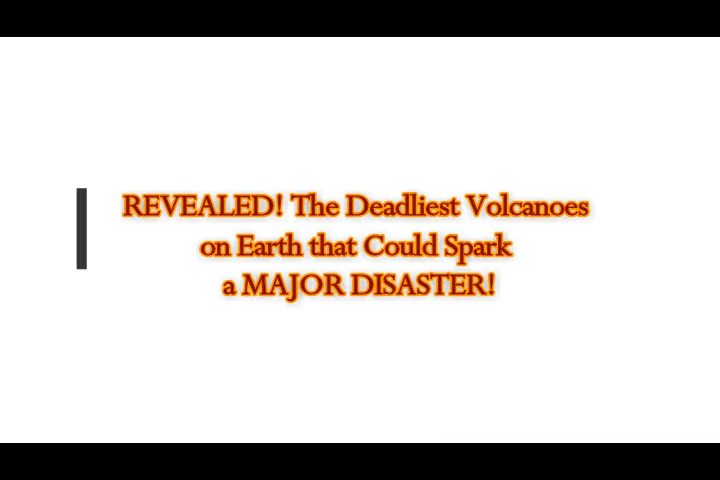 REVEALED! The Deadliest Volcanoes
on Earth that Could Spark
a MAJOR DISASTER!